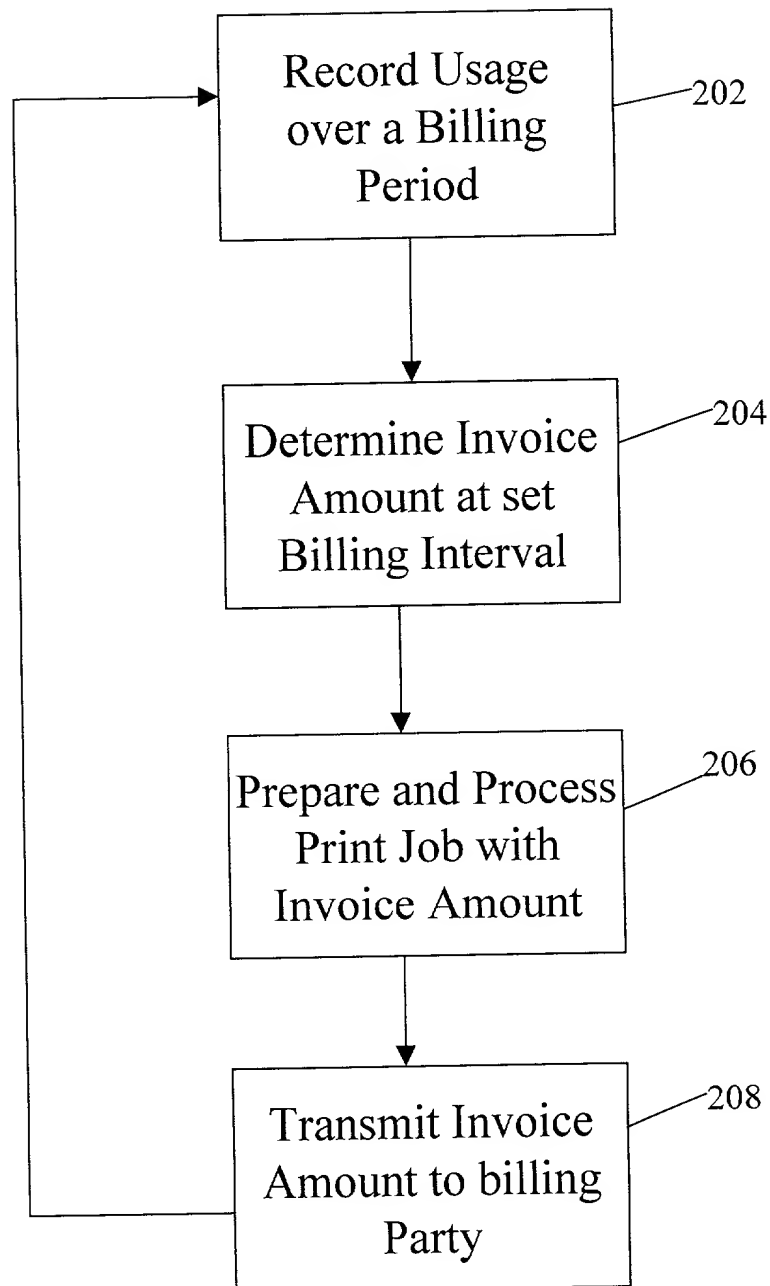 Record Usage
over a Billing
Period
202
Determine Invoice
Amount at set
Billing Interval
204
Prepare and Process
Print Job with
Invoice Amount
206
Transmit Invoice
Amount to billing
Party
208